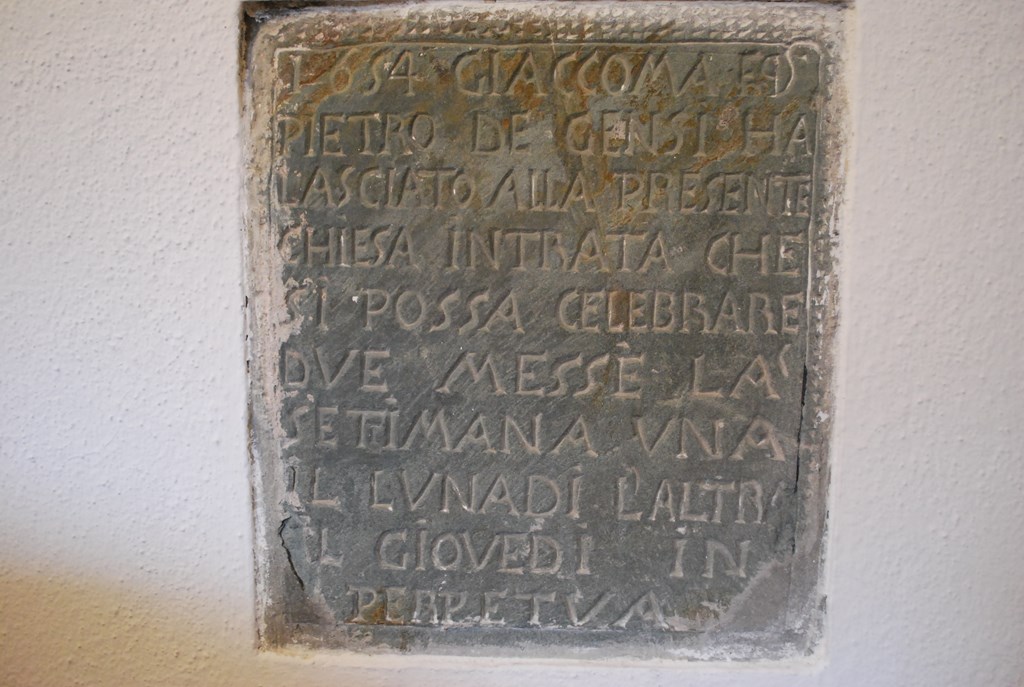 1654 GIACCOMA
PIETRO DE GENSI HA
LASCIATO ALLA PRESENTE
CHIESA INTRATA CHE
SI POSSA CELEBRARE
DVE MESSE LA
SETIMANA VNA
IL LVNADI L'ALTRA
IL GIOVEDI IN
PERPETVA